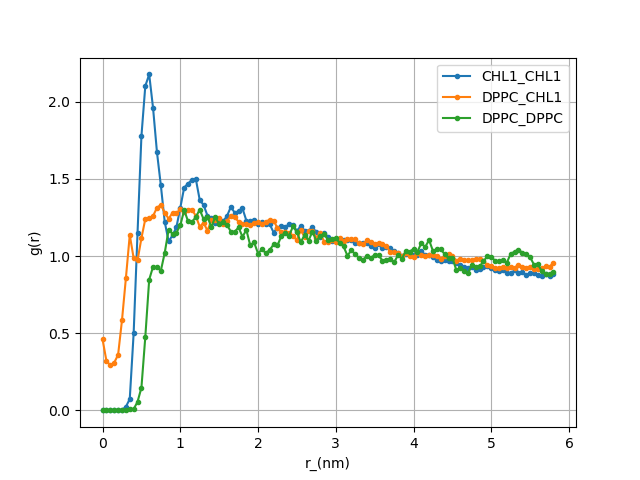 CHL1_CHL1
DPPC_CHL1
DPPC_DPPC
2.0
1.5
1.0
0.5
0.0
g(r)
0 1 2 3 4 5 6
r_(nm)